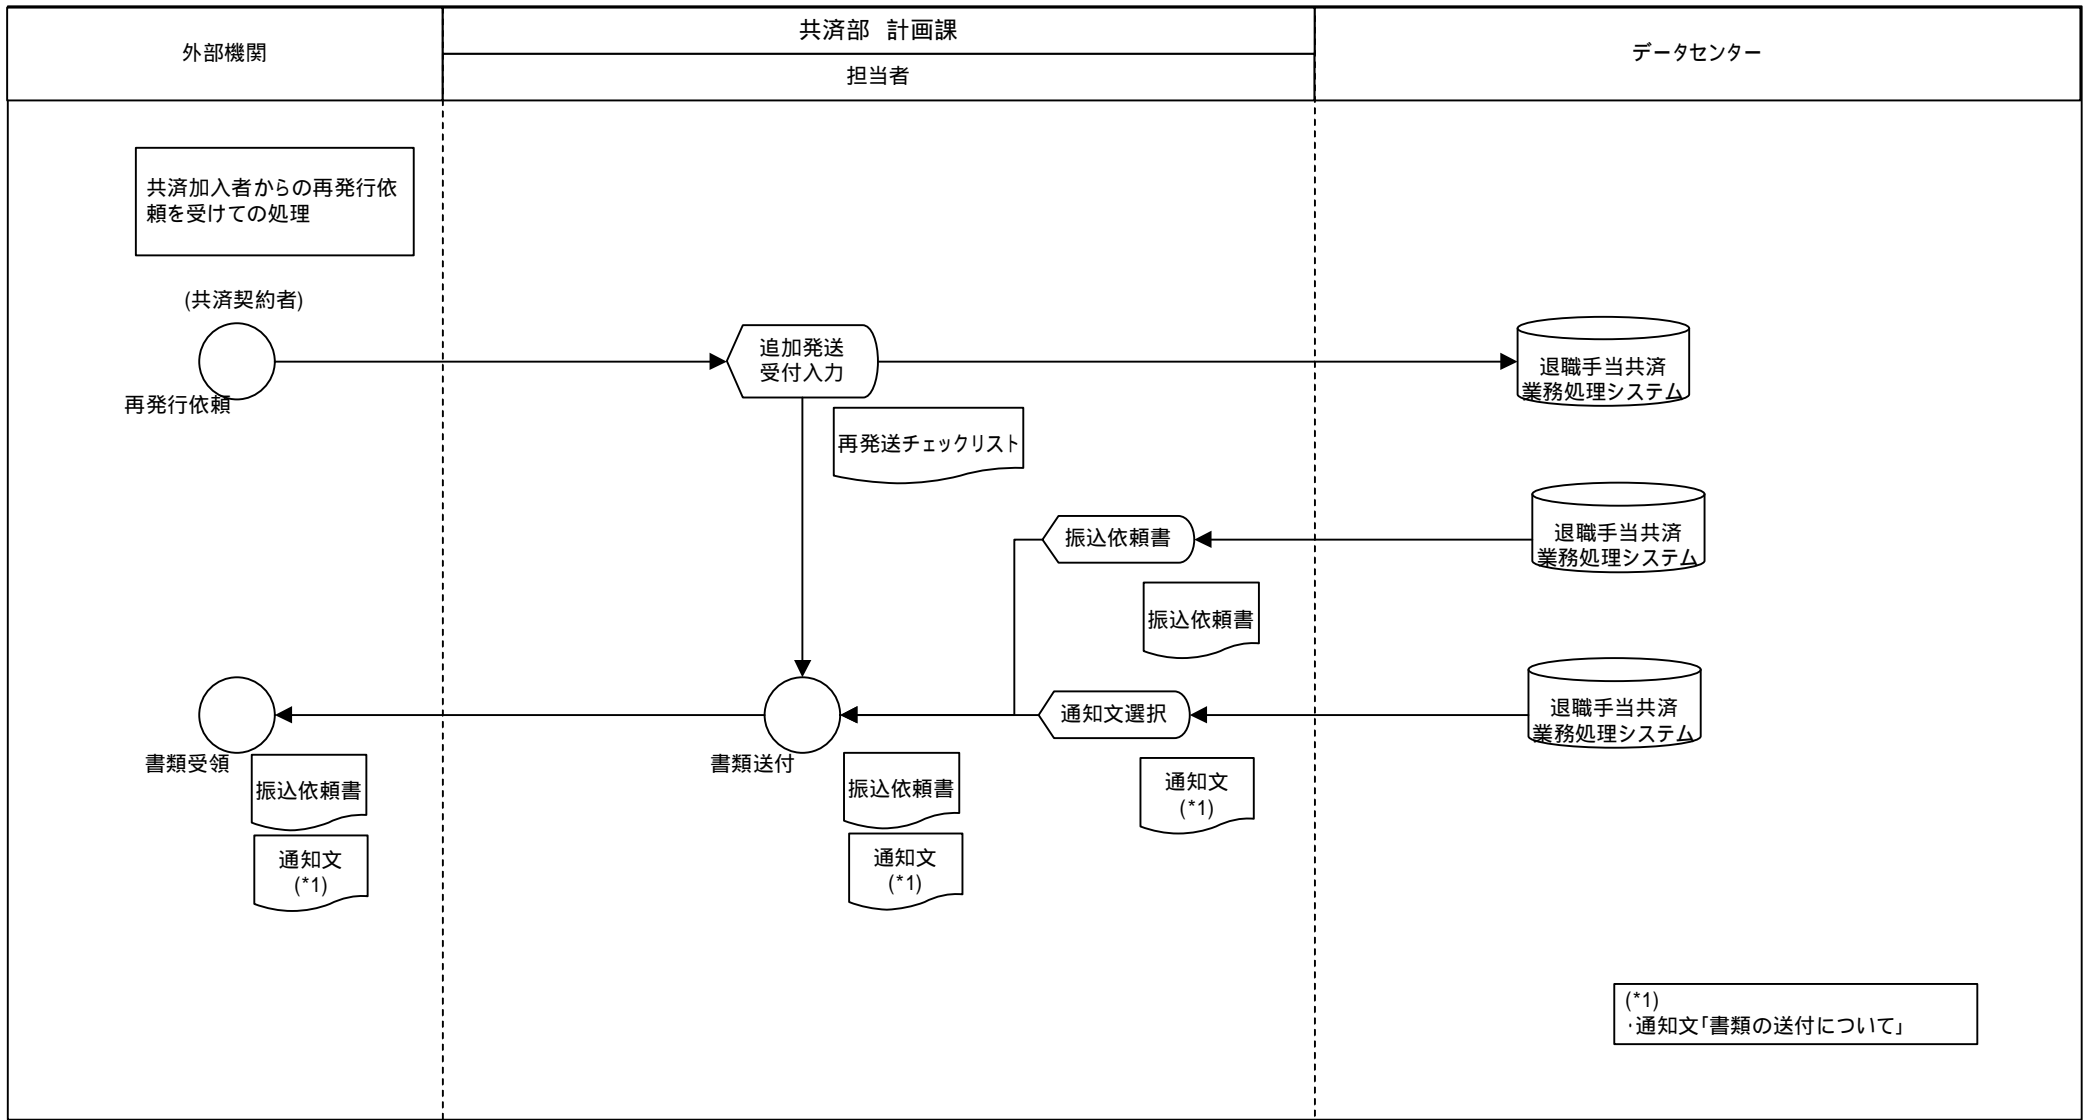 外部機関
共済部 計画課
担当者
データセンター
共済加入者からの再発行依
頼を受けての処理
(共済契約者)
再発行依頼
追加発送
受付入力
退職手当共済
業務処理システム
再発送チェックリスト
振込依頼書
退職手当共済
業務処理システム
振込依頼書
書類受領
書類送付
通知文選択
退職手当共済
業務処理システム
振込依頼書
通知文
(*1)
振込依頼書
通知文
(*1)
通知文
(*1)
(*1)
・通知文「書類の送付について」